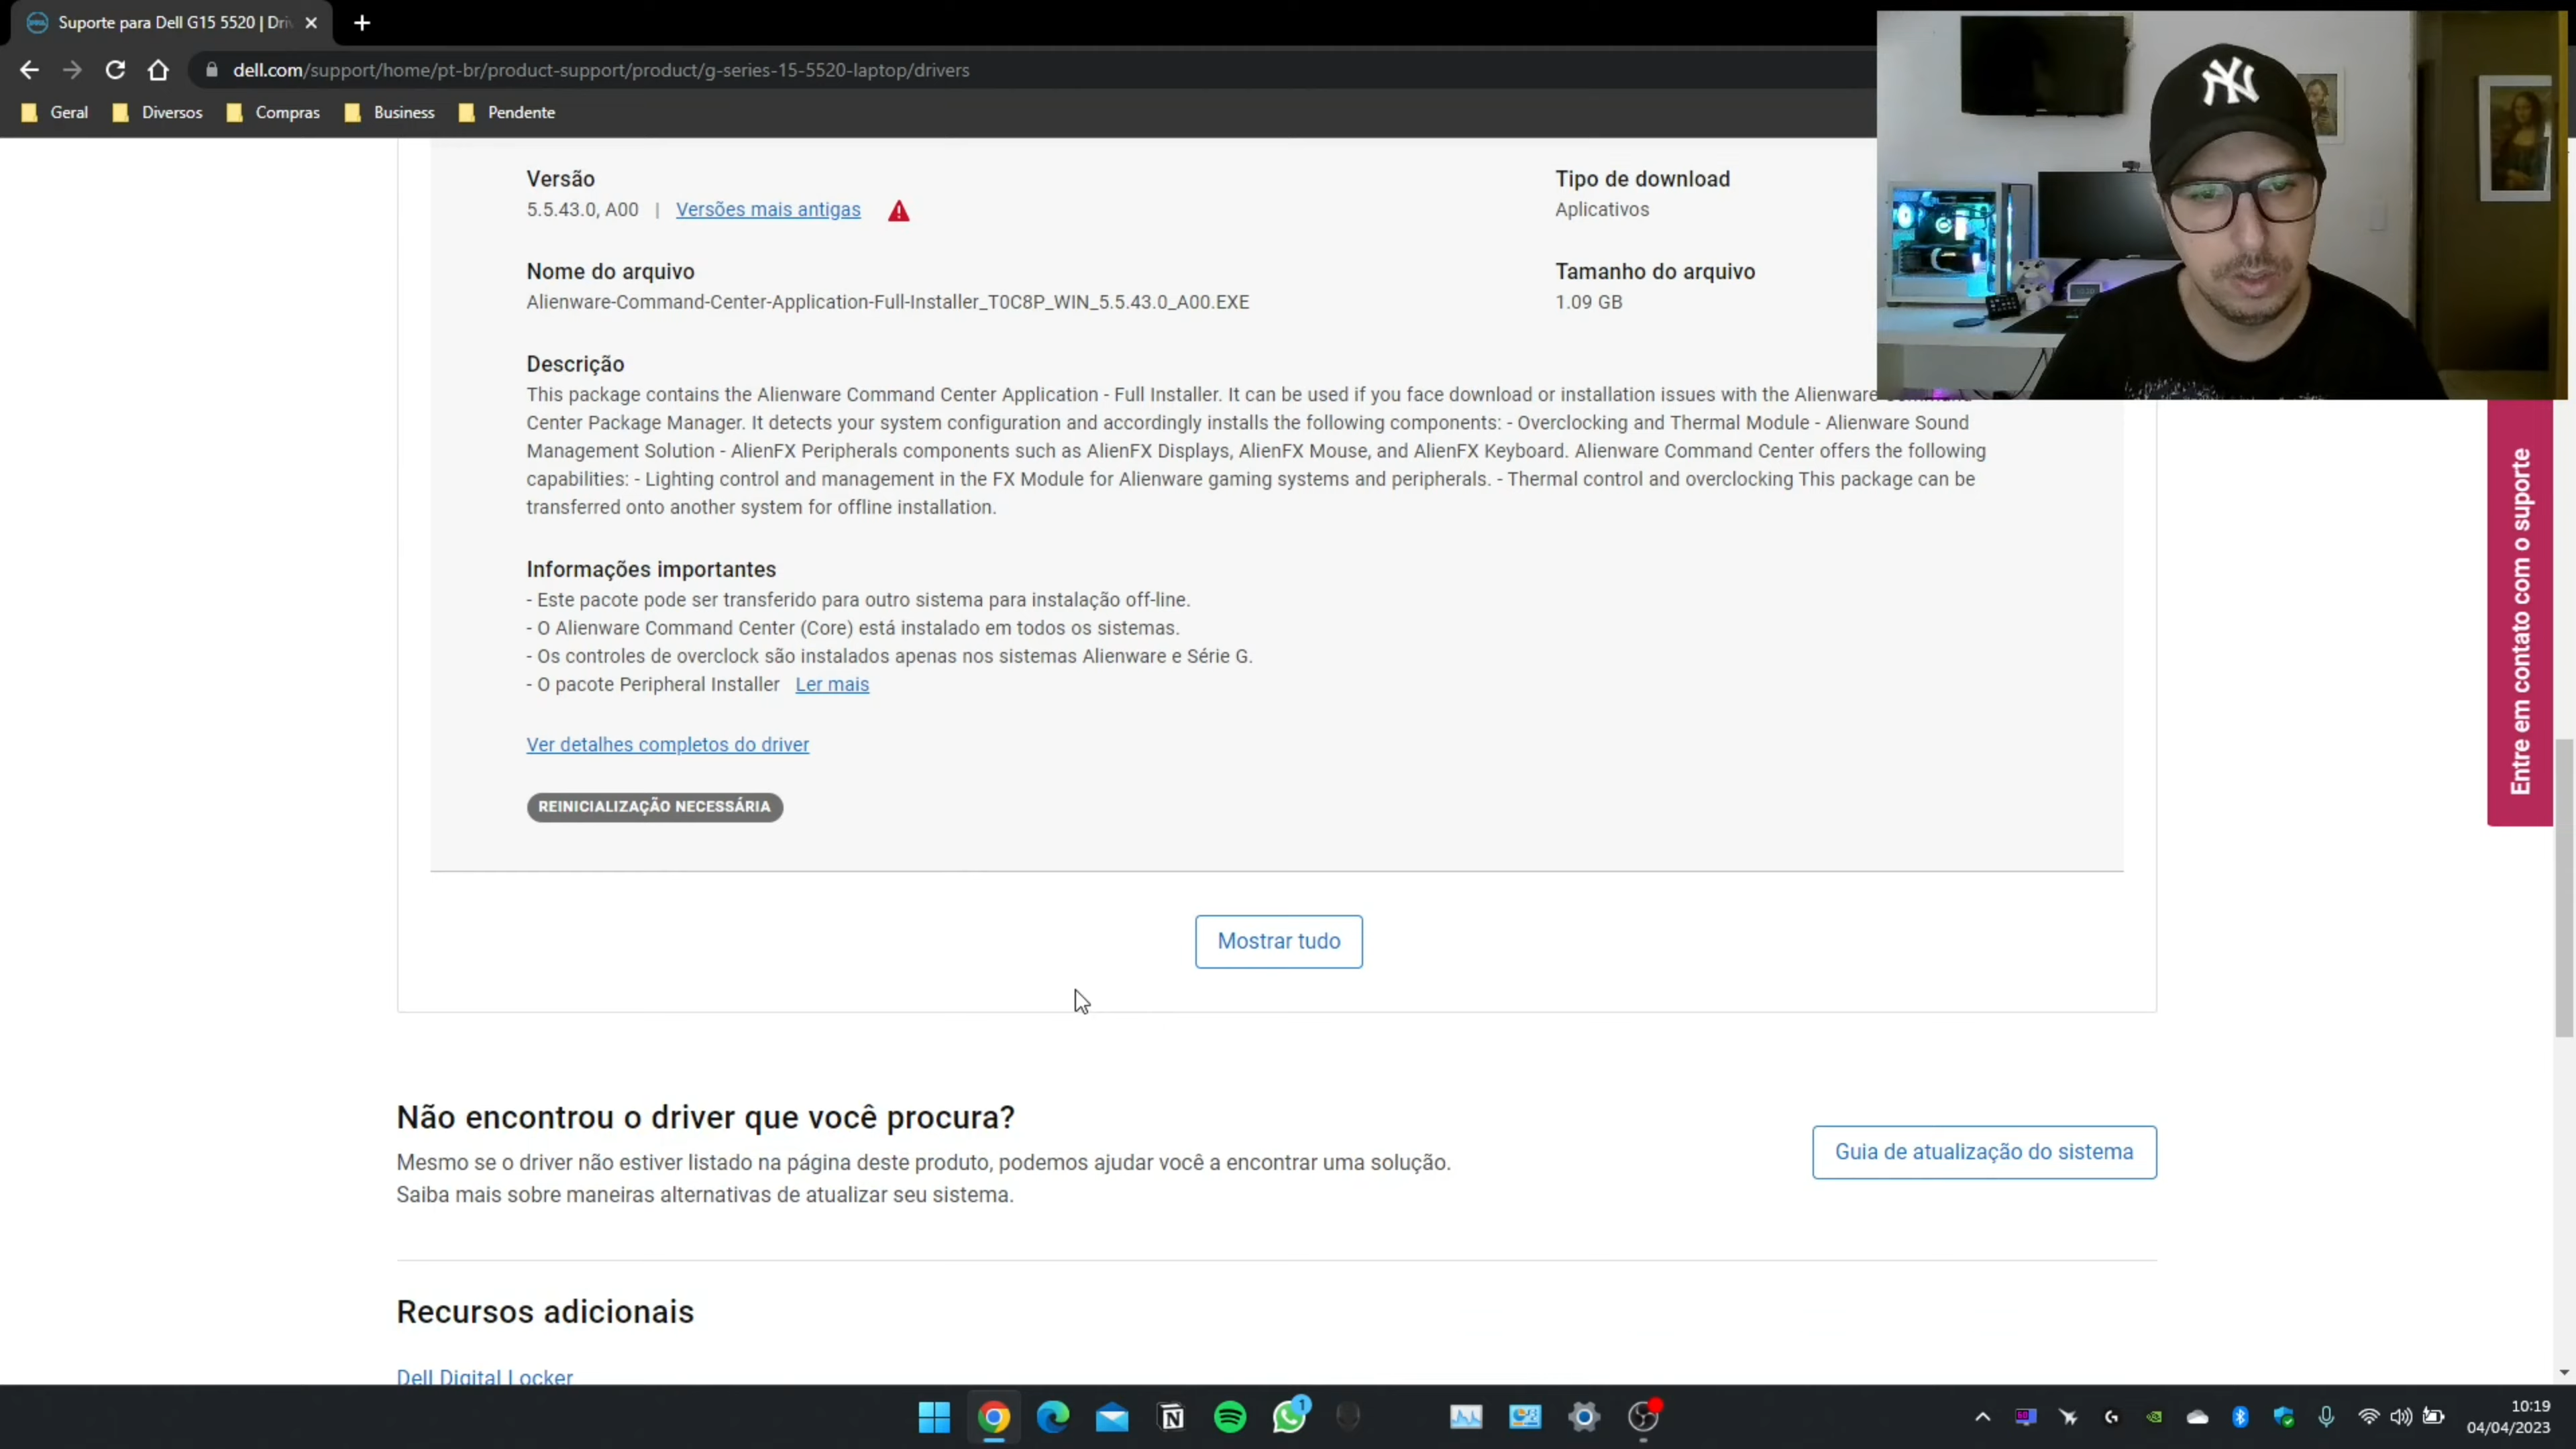 Suporte para Dell G15 5520 | Dri
dell.com/support/home/pt-br/product-support/product/g-series-15-5520-laptop/drivers
Geral
Diversos
Compras
Business
Pendente
Versão
5.5.43.0, A00 | Versões mais antigas
Tipo de download
Aplicativos
Nome do arquivo
Alienware-Command-Center-Application-Full-Installer_T0C8P_WIN_5.5.43.0_A00.EXE
Tamanho do arquivo
1.09 GB
Descrição
This package contains the Alienware Command Center Application - Full Installer. It can be used if you face download or installation issues with the Alienware Command
Center Package Manager. It detects your system configuration and accordingly installs the following components: - Overclocking and Thermal Module - Alienware Sound
Management Solution - AlienFX Peripherals components such as AlienFX Displays, AlienFX Mouse, and AlienFX Keyboard. Alienware Command Center offers the following
capabilities: - Lighting control and management in the FX Module for Alienware gaming systems and peripherals. - Thermal control and overclocking This package can be
transferred onto another system for offline installation.
Informações importantes
- Este pacote pode ser transferido para outro sistema para instalação off-line.
- O Alienware Command Center (Core) está instalado em todos os sistemas.
- Os controles de overclock são instalados apenas nos sistemas Alienware e Série G.
- O pacote Peripheral Installer Ler mais
Ver detalhes completos do driver
REINICIALIZAÇÃO NECESSÁRIA
Mostrar tudo
Entre em contato com o suporte
Não encontrou o driver que você procura?
Mesmo se o driver não estiver listado na página deste produto, podemos ajudar você a encontrar uma solução.
Saiba mais sobre maneiras alternativas de atualizar seu sistema.
Guia de atualização do sistema
Recursos adicionais
Dell Digital Locker
NY
1
10:19
04/04/2023